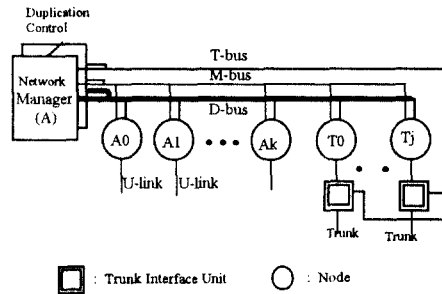 Duplication
Control
T-bus
M-bus
Network
Manager
(A)
D-bus
A0
A1
Ak
T0
Tj
U-link
U-link
Trunk
Trunk
: Trunk Interface Unit
: Node